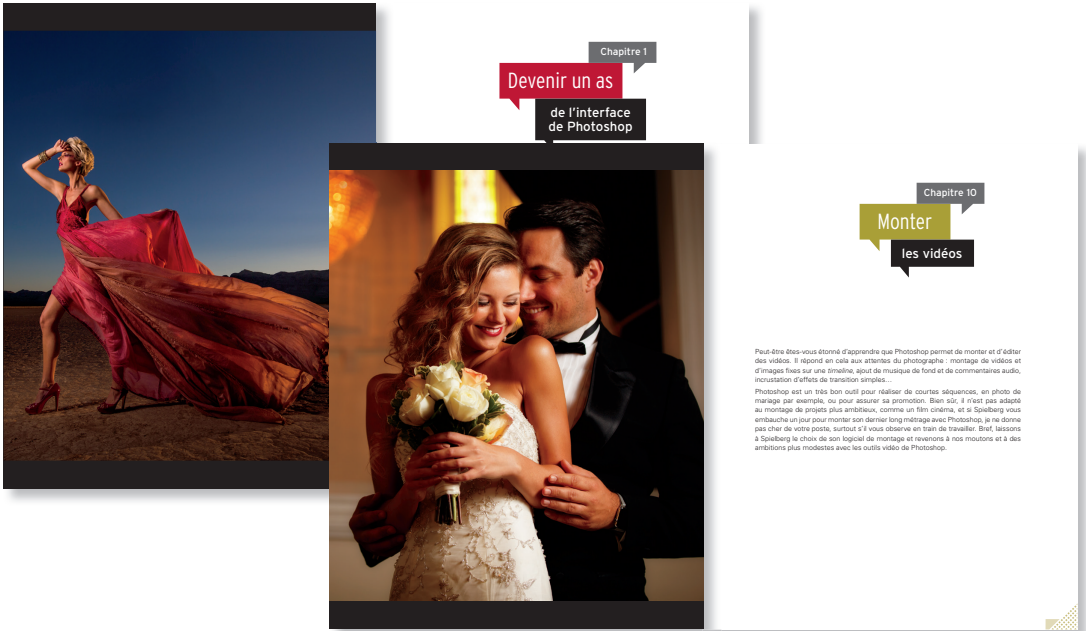 Chapitre 1
Devenir un as
de l'interface
de Photoshop
Chapitre 10
Monter
les vidéos
Peut-être êtes-vous étonné d'apprendre que Photoshop permet de monter et d'éditer
des vidéos. Il répond en cela aux attentes du photographe : montage de vidéos et
d'images fixes sur une timeline, ajout de musique de fond et de commentaires audio,
incrustation d'effets de transition simples…
Photoshop est un très bon outil pour réaliser de courtes séquences, en photo de
mariage par exemple, ou pour assurer sa promotion. Bien sûr, il n'est pas adapté
au montage de projets plus ambitieux, comme un film cinéma, et si Spielberg vous
embauche un jour pour monter son dernier long métrage avec Photoshop, je ne donne
pas cher de votre poste, surtout s'il vous observe en train de travailler. Bref, laissons
à Spielberg le choix de son logiciel de montage et revenons à nos moutons et à des
ambitions plus modestes avec les outils vidéo de Photoshop.